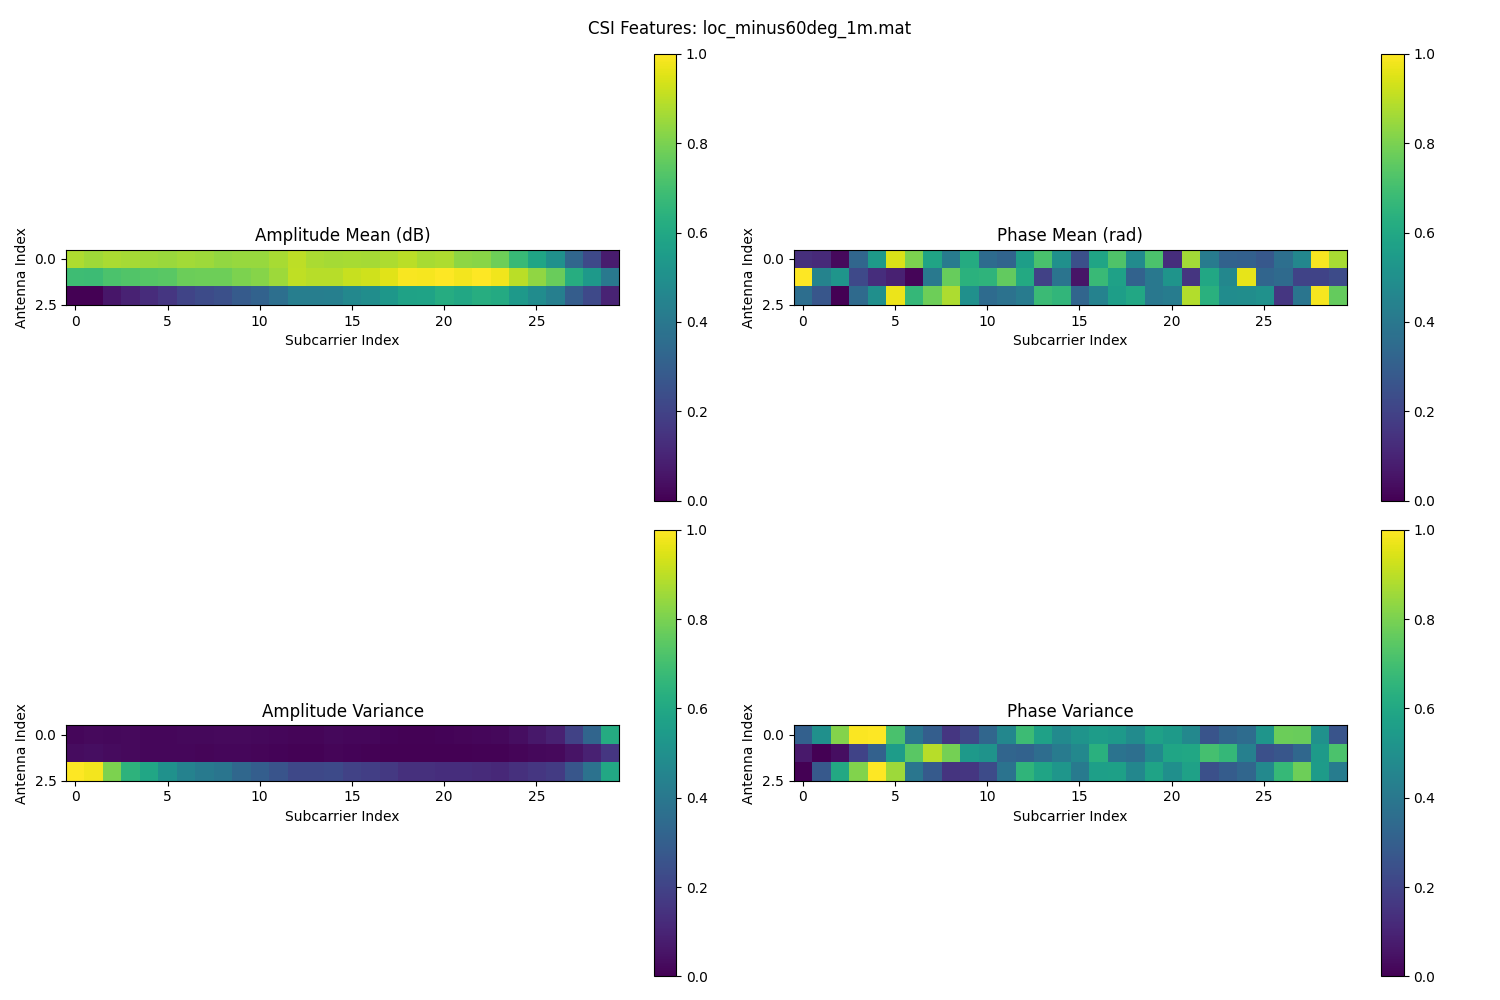 CSI Features: loc_minus60deg_1m.mat
Amplitude Mean (dB)
Antenna Index
0.0
2.5
0 5 10 15 20 25
Subcarrier Index
1.0
0.8
0.6
0.4
0.2
0.0
Phase Mean (rad)
Antenna Index
0.0
2.5
0 5 10 15 20 25
Subcarrier Index
1.0
0.8
0.6
0.4
0.2
0.0
Amplitude Variance
Antenna Index
0.0
2.5
0 5 10 15 20 25
Subcarrier Index
1.0
0.8
0.6
0.4
0.2
0.0
Phase Variance
Antenna Index
0.0
2.5
0 5 10 15 20 25
Subcarrier Index
1.0
0.8
0.6
0.4
0.2
0.0